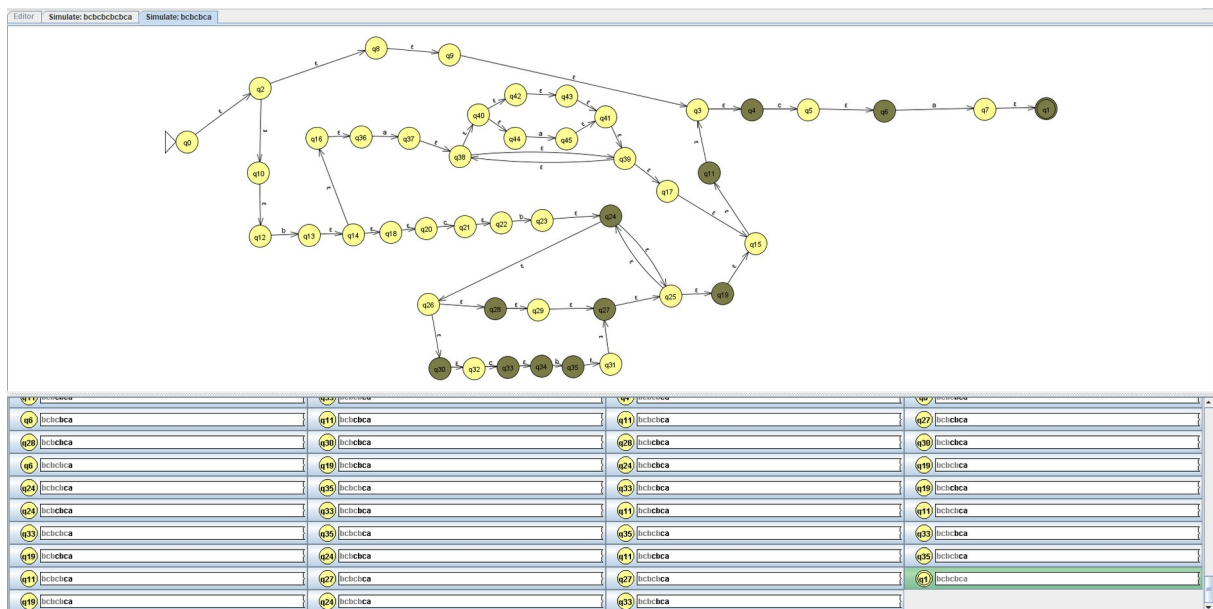 Editor Simulate: bcbcbcbcbca Simulate: bcbcbca
q8 ε q9
ε ε
q2
q42 ε q43
ε ε
q3 ε q4 c q5 ε q6 a q7 ε q1
q40 q41
ε ε ε
q16 ε q36 a q37 q44 a q45
q0 ε ε ε
q38 ε ε q39
q10 q11
ε ε
q17
ε ε ε
q24
q12 b q13 ε q14 ε q18 ε q20 c q21 ε q22 b q23 ε
q15
ε ε ε ε
q26 ε q28 ε q29 ε q27 ε q25 ε q19
ε ε
q30 ε q32 c q33 ε q34 b q35 ε q31
q6 bcbcbca q11 bcbcbca q11 bcbcbca q27 bcbcbca
q28 bcbcbca q30 bcbcbca q28 bcbcbca q30 bcbcbca
q6 bcbcbca q19 bcbcbca q24 bcbcbca q19 bcbcbca
q24 bcbcbca q35 bcbcbca q33 bcbcbca q19 bcbcbca
q24 bcbcbca q33 bcbcbca q11 bcbcbca q11 bcbcbca
q33 bcbcbca q35 bcbcbca q35 bcbcbca q33 bcbcbca
q19 bcbcbca q24 bcbcbca q11 bcbcbca q35 bcbcbca
q11 bcbcbca q27 bcbcbca q27 bcbcbca q1 bcbcbca
q19 bcbcbca q24 bcbcbca q33 bcbcbca